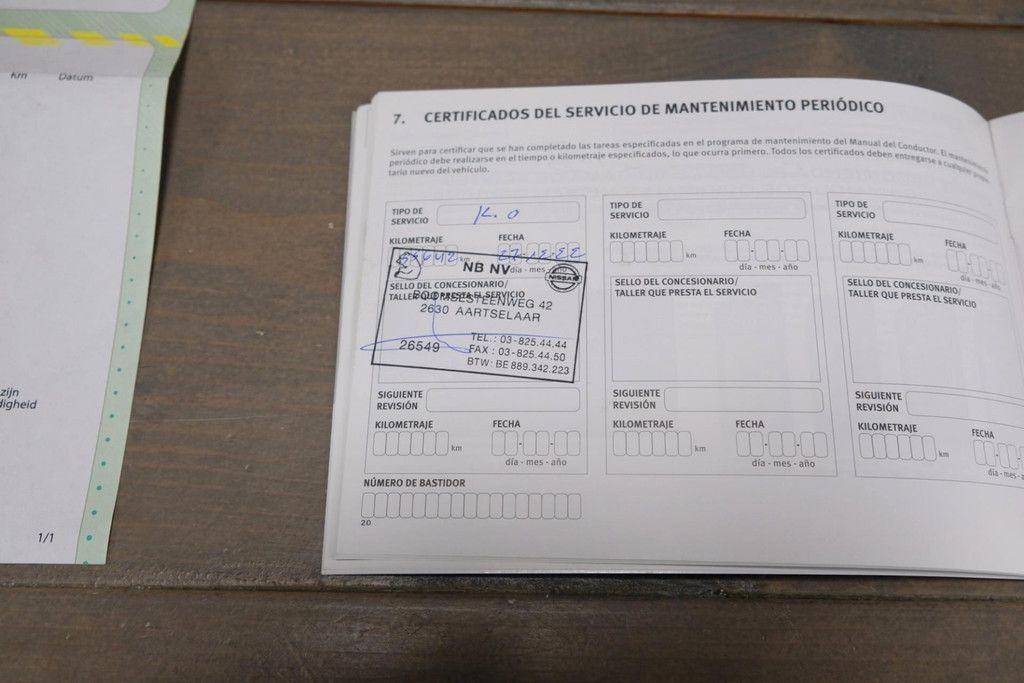 Km Datum
zijn
digheid
1/1
7. CERTIFICADOS DEL SERVICIO DE MANTENIMIENTO PERIÓDICO
Sirven para certificar que se han completado las tareas especificadas en el programa de mantenimiento del Manual del Conductor. El mantenimiento
periódico debe realizarse en el tiempo o kilometraje especificados, lo que ocurra primero. Todos los certificados deben entregarse a cualquier propie-
tario nuevo del vehículo.
TIPO DE
SERVICIO
K.O
KILOMETRAJE FECHA
km
día - mes - año
SELLO DEL CONCESIONARIO/
TALLER QUE PRESTA EL SERVICIO
NB NV
NISSAN
BOOMSESTEENWEG 42
2630 AARTSELAAR
TEL.: 03-825.44.44
26549 FAX : 03-825.44.50
BTW: BE 889.342.223
SIGUIENTE
REVISIÓN
KILOMETRAJE FECHA
km
día - mes - año
NÚMERO DE BASTIDOR
20
TIPO DE
SERVICIO
KILOMETRAJE FECHA
km
día - mes - año
SELLO DEL CONCESIONARIO/
TALLER QUE PRESTA EL SERVICIO
SIGUIENTE
REVISIÓN
KILOMETRAJE FECHA
km
día - mes - año
TIPO DE
SERVICIO
KILOMETRAJE FECHA
km
día - mes - año
SELLO DEL CONCESIONARIO/
TALLER QUE PRESTA EL SERVICIO
SIGUIENTE
REVISIÓN
KILOMETRAJE FECHA
km
día - mes - año